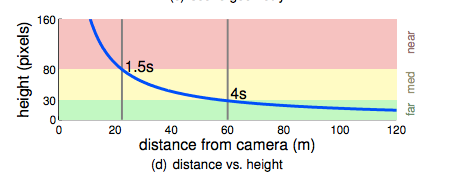 160
80
30
0
height (pixels)
1.5s
4s
near
med
far
0 20 40 60 80 100 120
distance from camera (m)
(d) distance vs. height